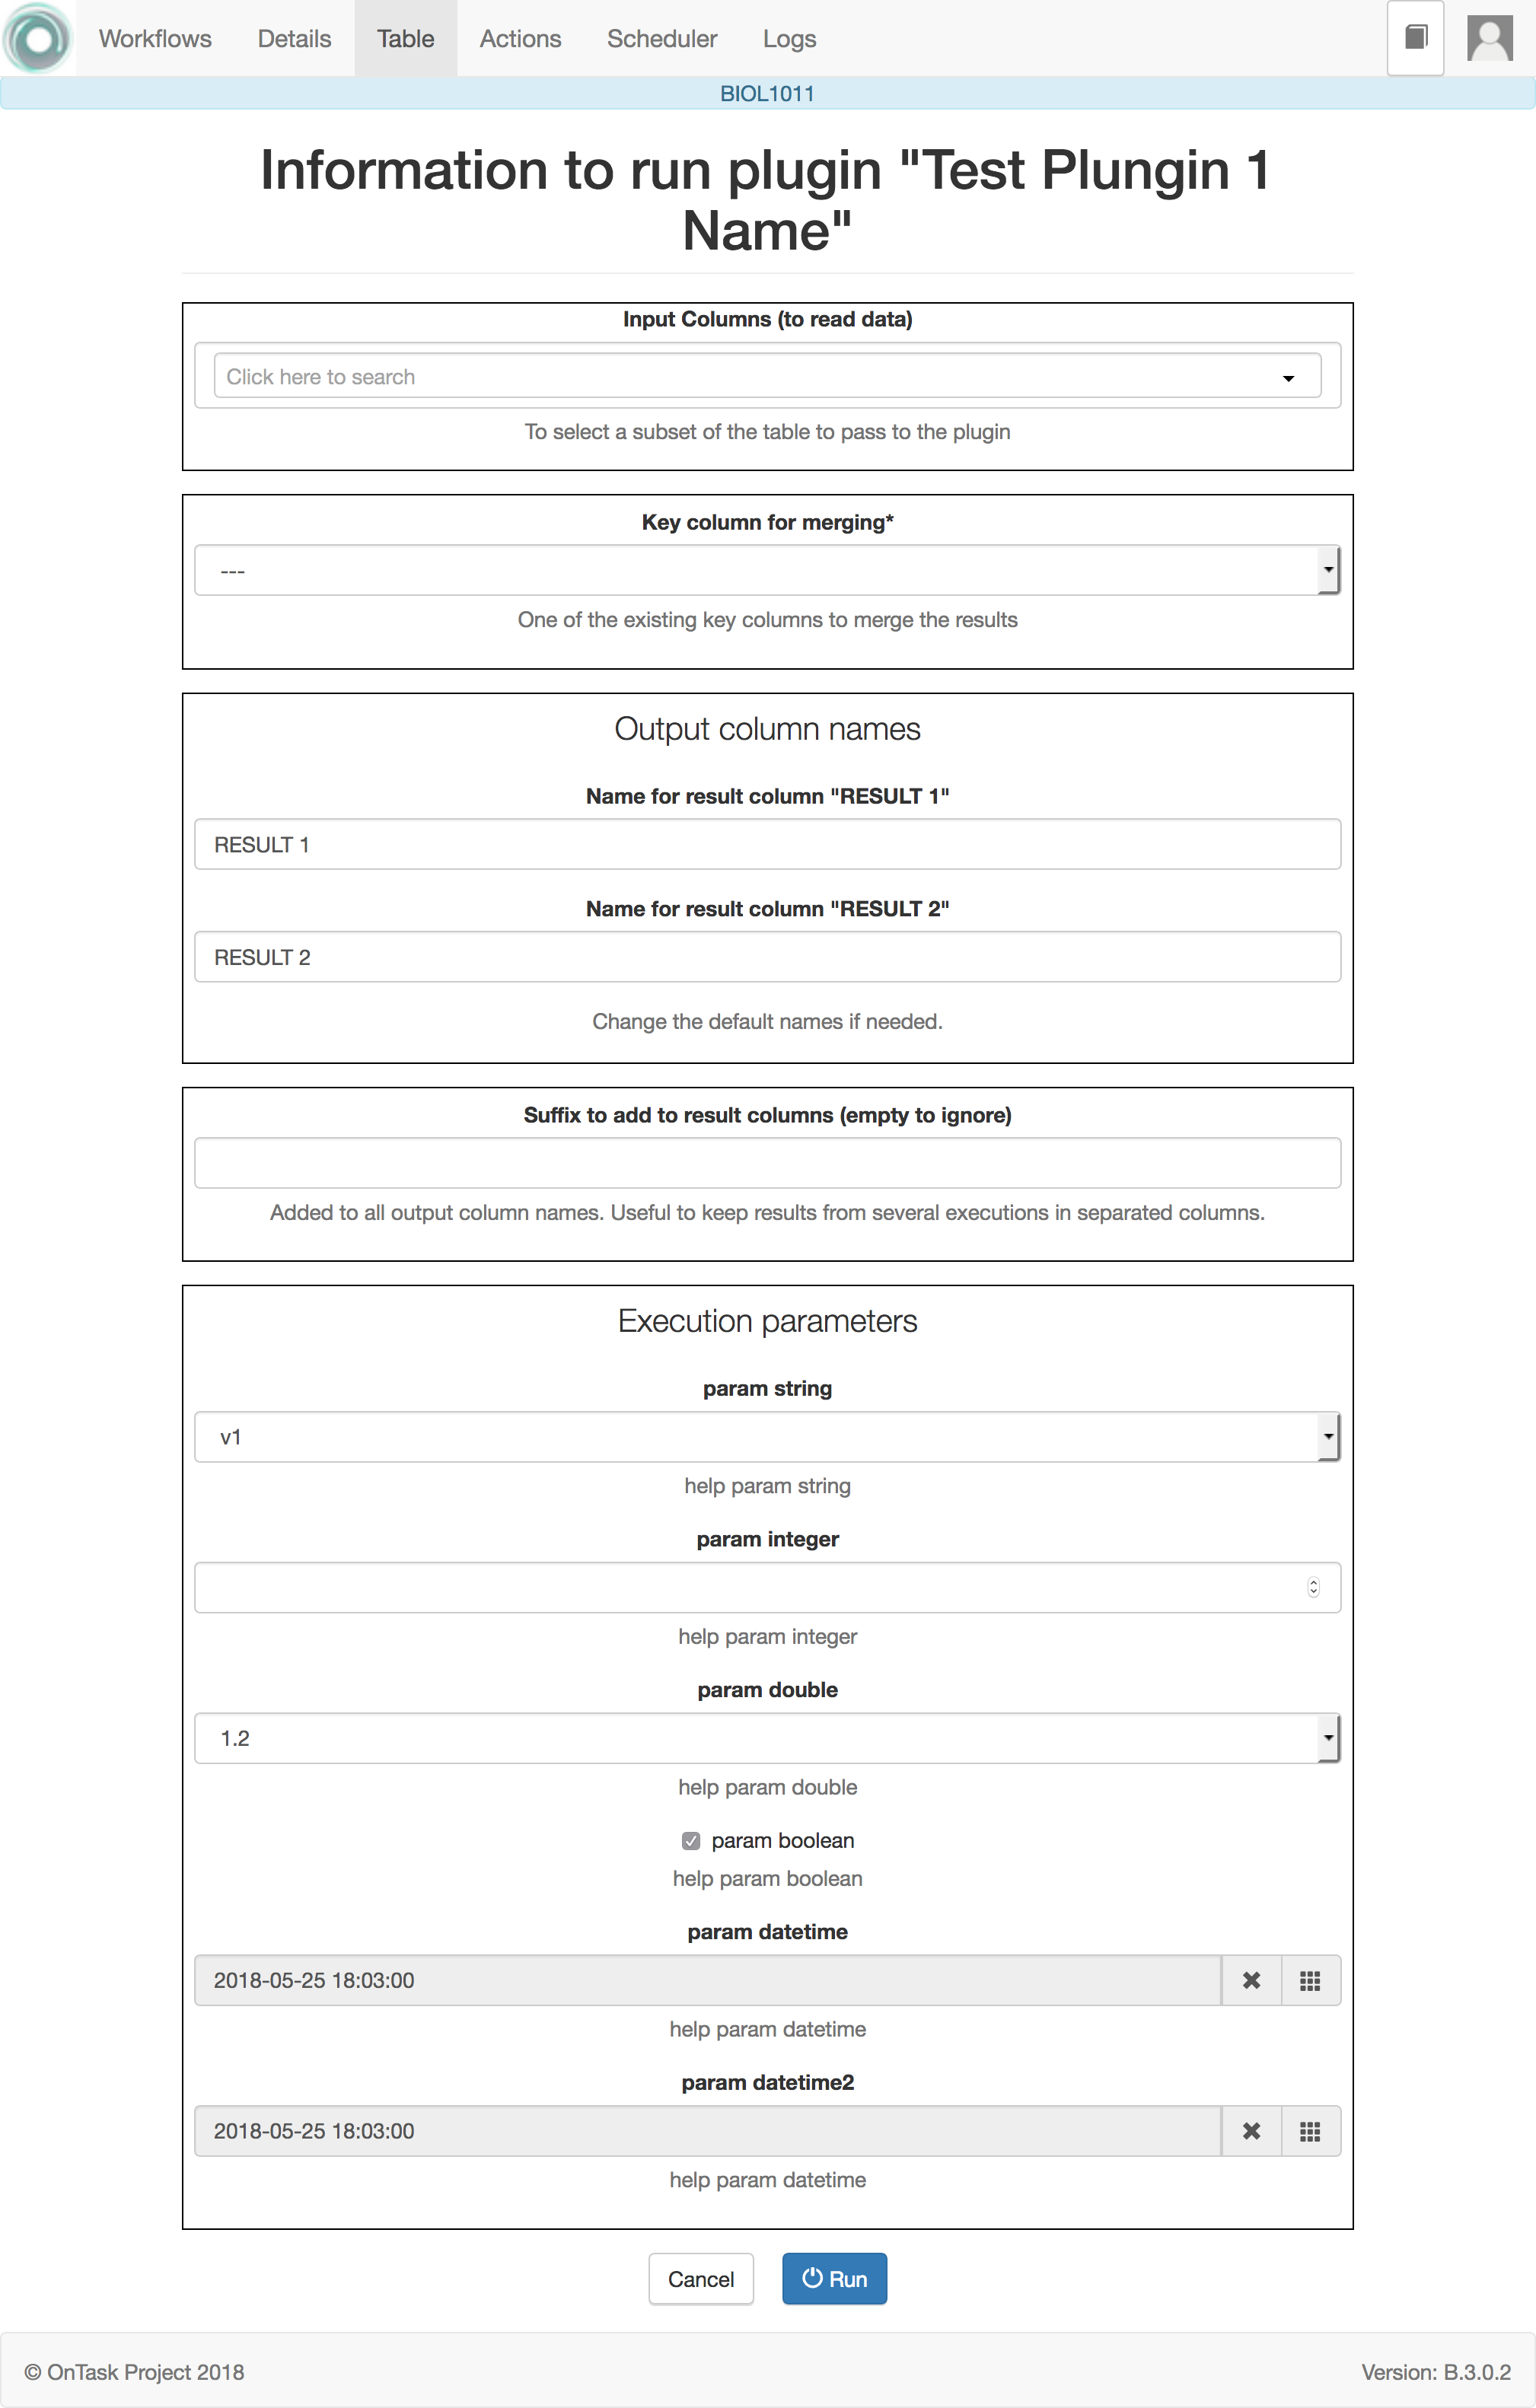 Workflows Details Table Actions Scheduler Logs
BIOL1011
Information to run plugin "Test Plungin 1
Name"
Input Columns (to read data)
Click here to search
To select a subset of the table to pass to the plugin
Key column for merging*
---
One of the existing key columns to merge the results
Output column names
Name for result column "RESULT 1"
RESULT 1
Name for result column "RESULT 2"
RESULT 2
Change the default names if needed.
Suffix to add to result columns (empty to ignore)
Added to all output column names. Useful to keep results from several executions in separated columns.
Execution parameters
param string
v1
help param string
param integer
help param integer
param double
1.2
help param double
param boolean
help param boolean
param datetime
2018-05-25 18:03:00
help param datetime
param datetime2
2018-05-25 18:03:00
help param datetime
Cancel Run
© OnTask Project 2018 Version: B.3.0.2